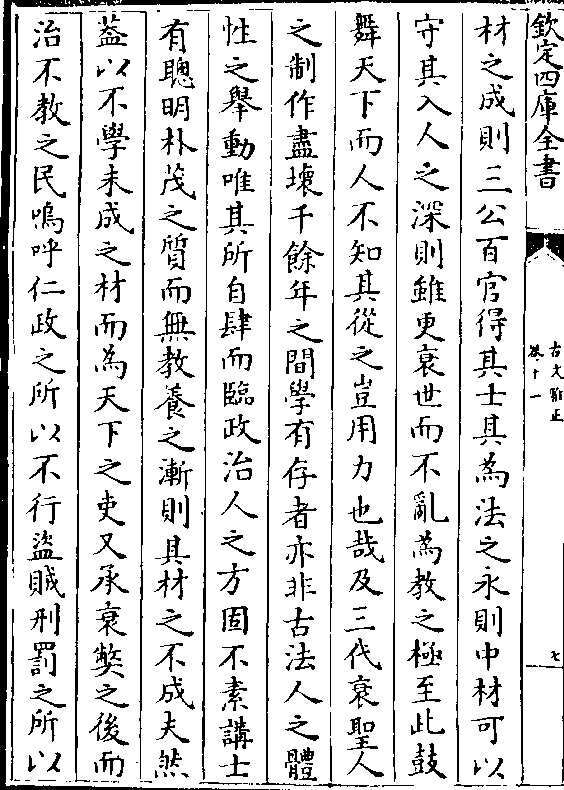 欽定四庫全書
古文雅正
卷十一
七
材之成則三公百官得其士其為法之永則中材可以
守其入人之深則雖更衰世而不亂為教之極至此鼓
舞天下而人不知其從之豈用力也哉及三代衰聖人
之制作盡壞千餘年之間學有存者亦非古法人之體
性之舉動唯其所自肆而臨政治人之方固不素講士
有聰明朴茂之質而無教養之漸則其材之不成夫然
葢以不學未成之材而為天下之吏又承衰獘之後而
治不教之民嗚呼仁政之所以不行盜賊刑罰之所以